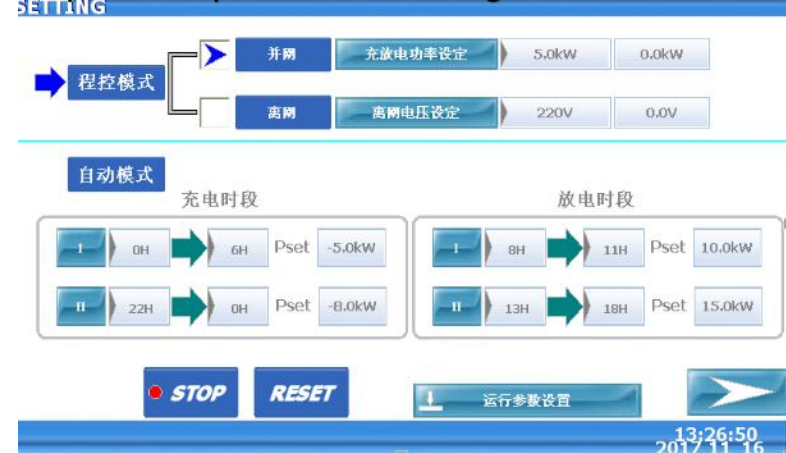 SETTING
并网 充放电功率设定 5.0kW 0.0kW
程控模式
离网 离网电压设定 220V 0.0V
自动模式
充电时段 放电时段
I 0H 6H Pset -5.0kW I 8H 11H Pset 10.0kW
II 22H 0H Pset -8.0kW II 13H 18H Pset 15.0kW
STOP RESET 运行参数设置
13:26:50
2017 11 16